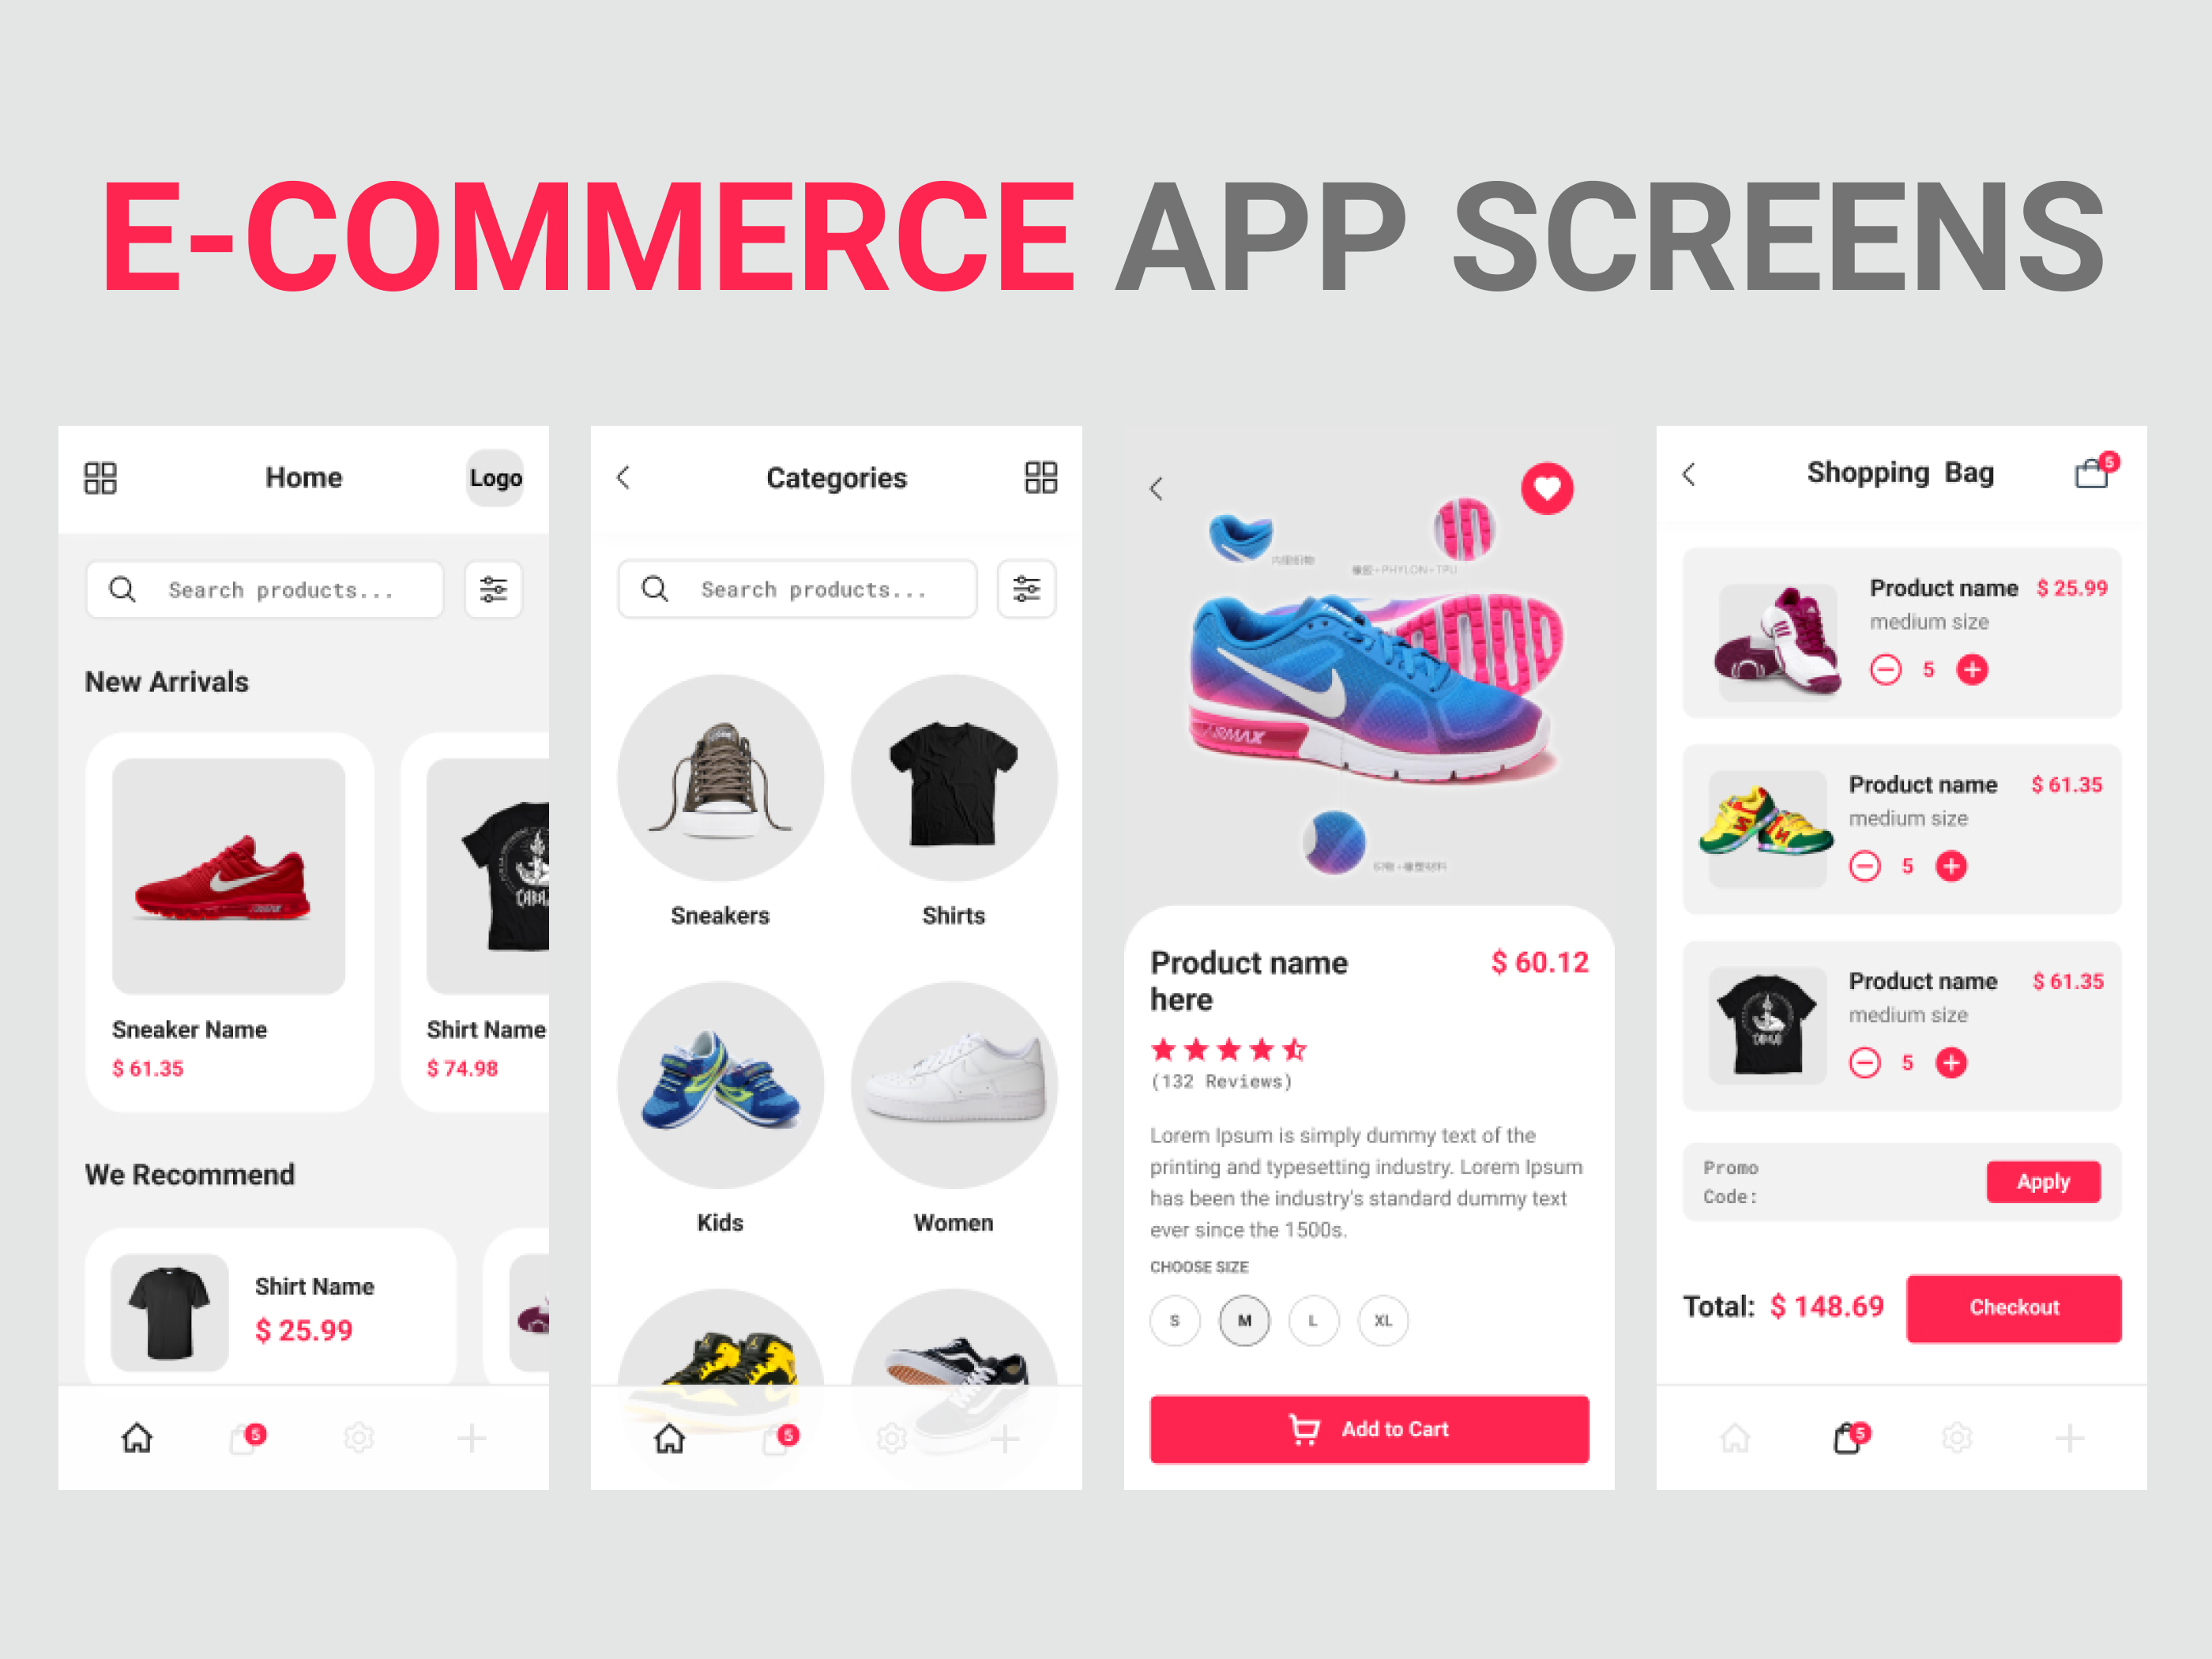 E-COMMERCE APP SCREENS
Home
Logo
Search products...
New Arrivals
Sneaker Name
$ 61.35
Shirt Name
$ 74.98
We Recommend
Shirt Name
$ 25.99
5
Categories
Search products...
Sneakers
Shirts
Kids
Women
5
橡胶+PHYLON+TPU
AIRMAX
Product name
here
$ 60.12
(132 Reviews)
Lorem Ipsum is simply dummy text of the
printing and typesetting industry. Lorem Ipsum
has been the industry's standard dummy text
ever since the 1500s.
CHOOSE SIZE
S M L XL
Add to Cart
Shopping Bag
5
Product name $ 25.99
medium size
5
Product name $ 61.35
medium size
5
Product name $ 61.35
medium size
5
Promo
Code:
Apply
Total: $ 148.69
Checkout
5